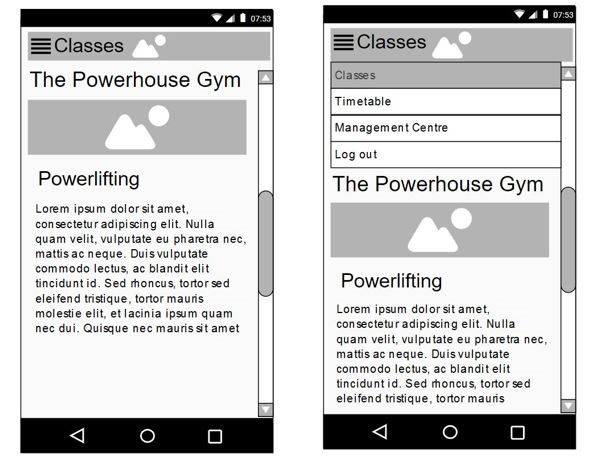 07:53
Classes
The Powerhouse Gym
Powerlifting
Lorem ipsum dolor sit amet,
consectetur adipiscing elit. Nulla
quam velit, vulputate eu pharetra nec,
mattis ac neque. Duis vulputate
commodo lectus, ac blandit elit
tincidunt id. Sed rhoncus, tortor sed
eleifend tristique, tortor mauris
molestie elit, et lacinia ipsum quam
nec dui. Quisque nec mauris sit amet
07:53
Classes
Classes
Timetable
Management Centre
Log out
The Powerhouse Gym
Powerlifting
Lorem ipsum dolor sit amet,
consectetur adipiscing elit. Nulla
quam velit, vulputate eu pharetra nec,
mattis ac neque. Duis vulputate
commodo lectus, ac blandit elit
tincidunt id. Sed rhoncus, tortor sed
eleifend tristique, tortor mauris